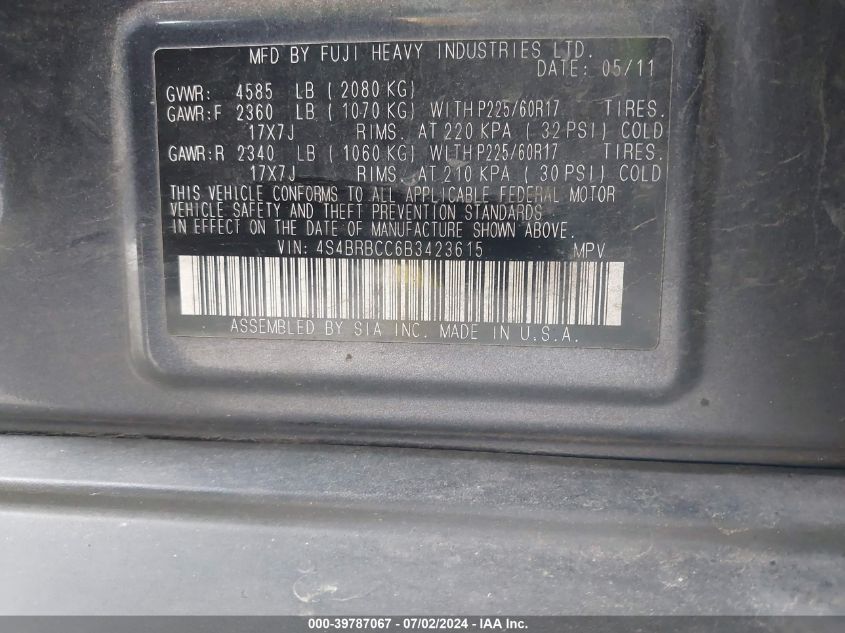 MFD BY FUJI HEAVY INDUSTRIES LTD.
DATE: 05/11
GVWR: 4585 LB ( 2080 KG)
GAWR:F 2360 LB ( 1070 KG) WITH P225/60R17 TIRES.
17X7J RIMS. AT 220 KPA ( 32 PSI) COLD
GAWR:R 2340 LB ( 1060 KG) WITH P225/60R17 TIRES.
17X7J RIMS. AT 210 KPA ( 30 PSI) COLD
THIS VEHICLE CONFORMS TO ALL APPLICABLE FEDERAL MOTOR
VEHICLE SAFETY AND THEFT PREVENTION STANDARDS
IN EFFECT ON THE DATE OF MANUFACTURE SHOWN ABOVE.
VIN: 4S4BRBCC6B3423615 MPV
ASSEMBLED BY SIA INC. MADE IN U.S.A.
000-39787067 - 07/02/2024 - IAA Inc.